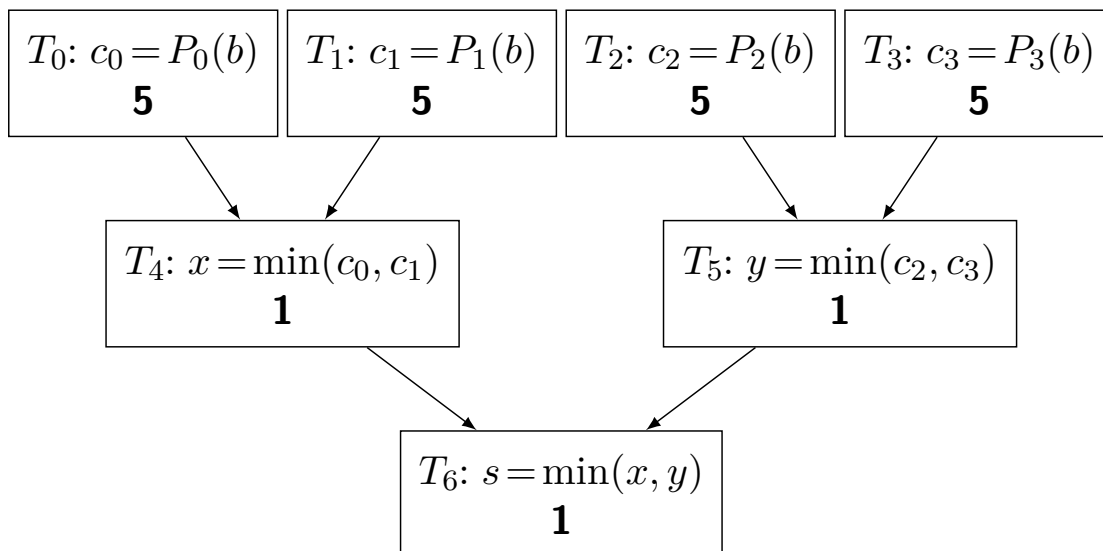 T₀: c₀ = P₀(b)
5
T₁: c₁ = P₁(b)
5
T₂: c₂ = P₂(b)
5
T₃: c₃ = P₃(b)
5
T₄: x = min(c₀, c₁)
1
T₅: y = min(c₂, c₃)
1
T₆: s = min(x, y)
1